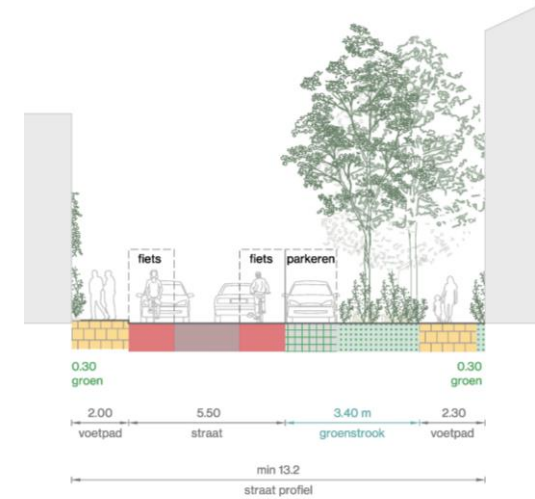 fiets
fiets
parkeren
0.30
groen
0.30
groen
2.00
5.50
3.40 m
2.30
voetpad
straat
groenstrook
voetpad
min 13.2
straat profiel